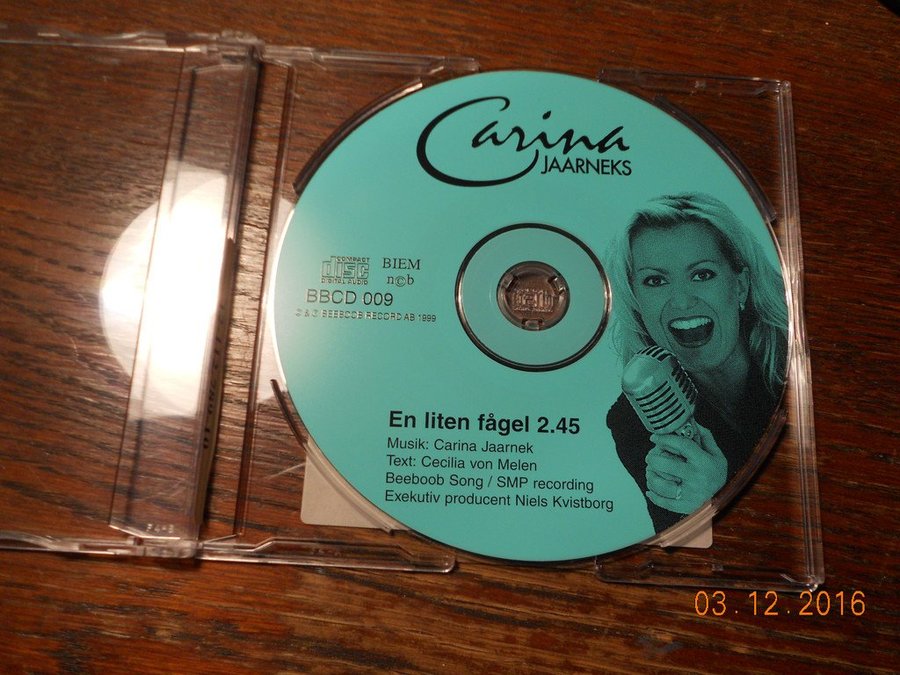 Carina
JAARNEKS
COMPACT
disc
DIGITAL AUDIO
BIEM
n©b
BBCD 009
BEEBOOB RECORD AB 1999
En liten fågel 2.45
Musik: Carina Jaarnek
Text: Cecilia von Melen
Beeboob Song / SMP recording
Exekutiv producent Niels Kvistborg
03.12.2016